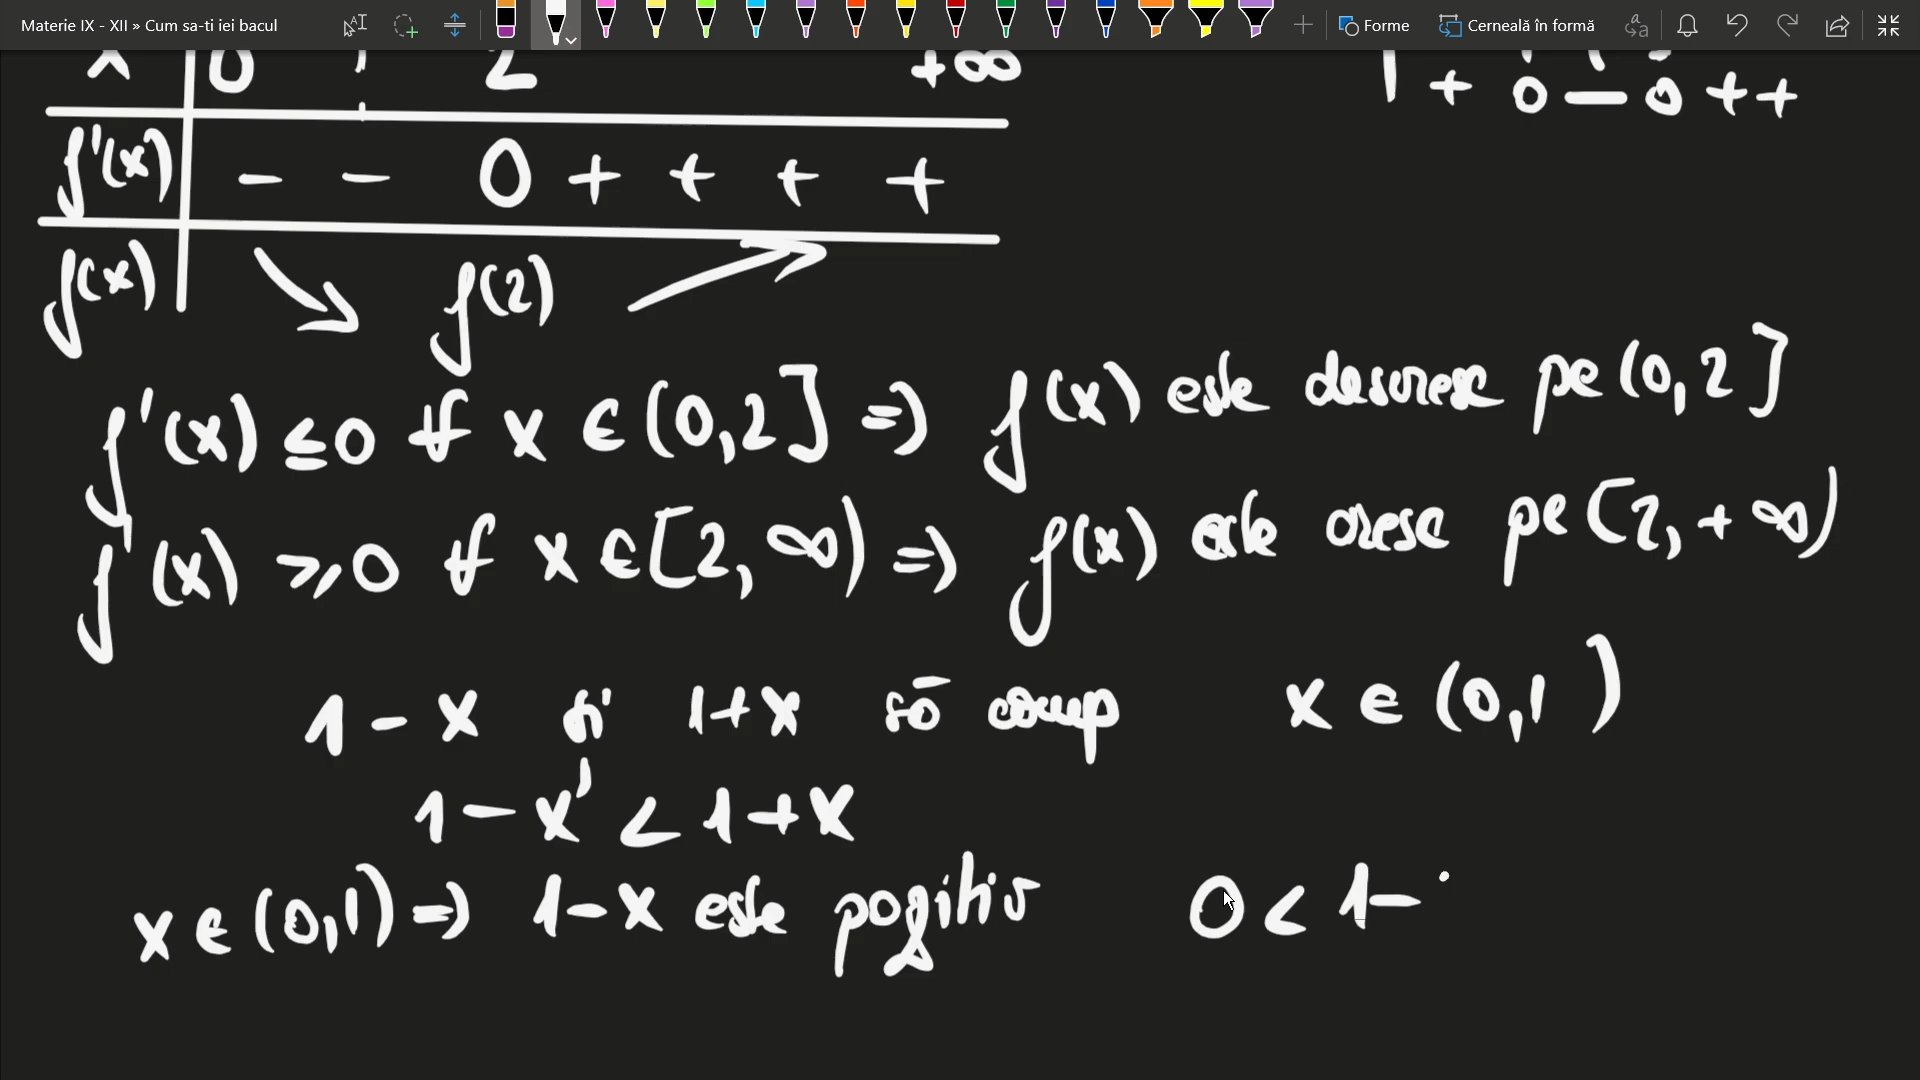 Materie IX - XII » Cum sa-ti iei bacul
Forme
Cerneală în formă
x 0 2 +∞
+ 0 — 0 + +
f'(x) - - 0 + + + +
f(x) ↘ f(2) ↗
f'(x) ≤ 0 ∀ x ∈ (0,2] => f(x) este descresc pe (0,2]
f'(x) ≥ 0 ∀ x ∈ [2, ∞) => f(x) este cresc pe [2, +∞)
1 - x și 1+x să comp x ∈ (0,1)
1 - x < 1+x
x ∈ (0,1) => 1-x este pozitiv 0 < 1-